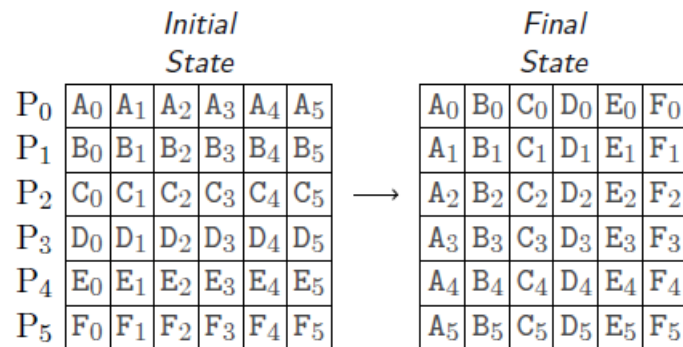 Initial Final
State State
P₀ A₀ A₁ A₂ A₃ A₄ A₅ A₀ B₀ C₀ D₀ E₀ F₀
P₁ B₀ B₁ B₂ B₃ B₄ B₅ A₁ B₁ C₁ D₁ E₁ F₁
P₂ C₀ C₁ C₂ C₃ C₄ C₅ ⟶ A₂ B₂ C₂ D₂ E₂ F₂
P₃ D₀ D₁ D₂ D₃ D₄ D₅ A₃ B₃ C₃ D₃ E₃ F₃
P₄ E₀ E₁ E₂ E₃ E₄ E₅ A₄ B₄ C₄ D₄ E₄ F₄
P₅ F₀ F₁ F₂ F₃ F₄ F₅ A₅ B₅ C₅ D₅ E₅ F₅